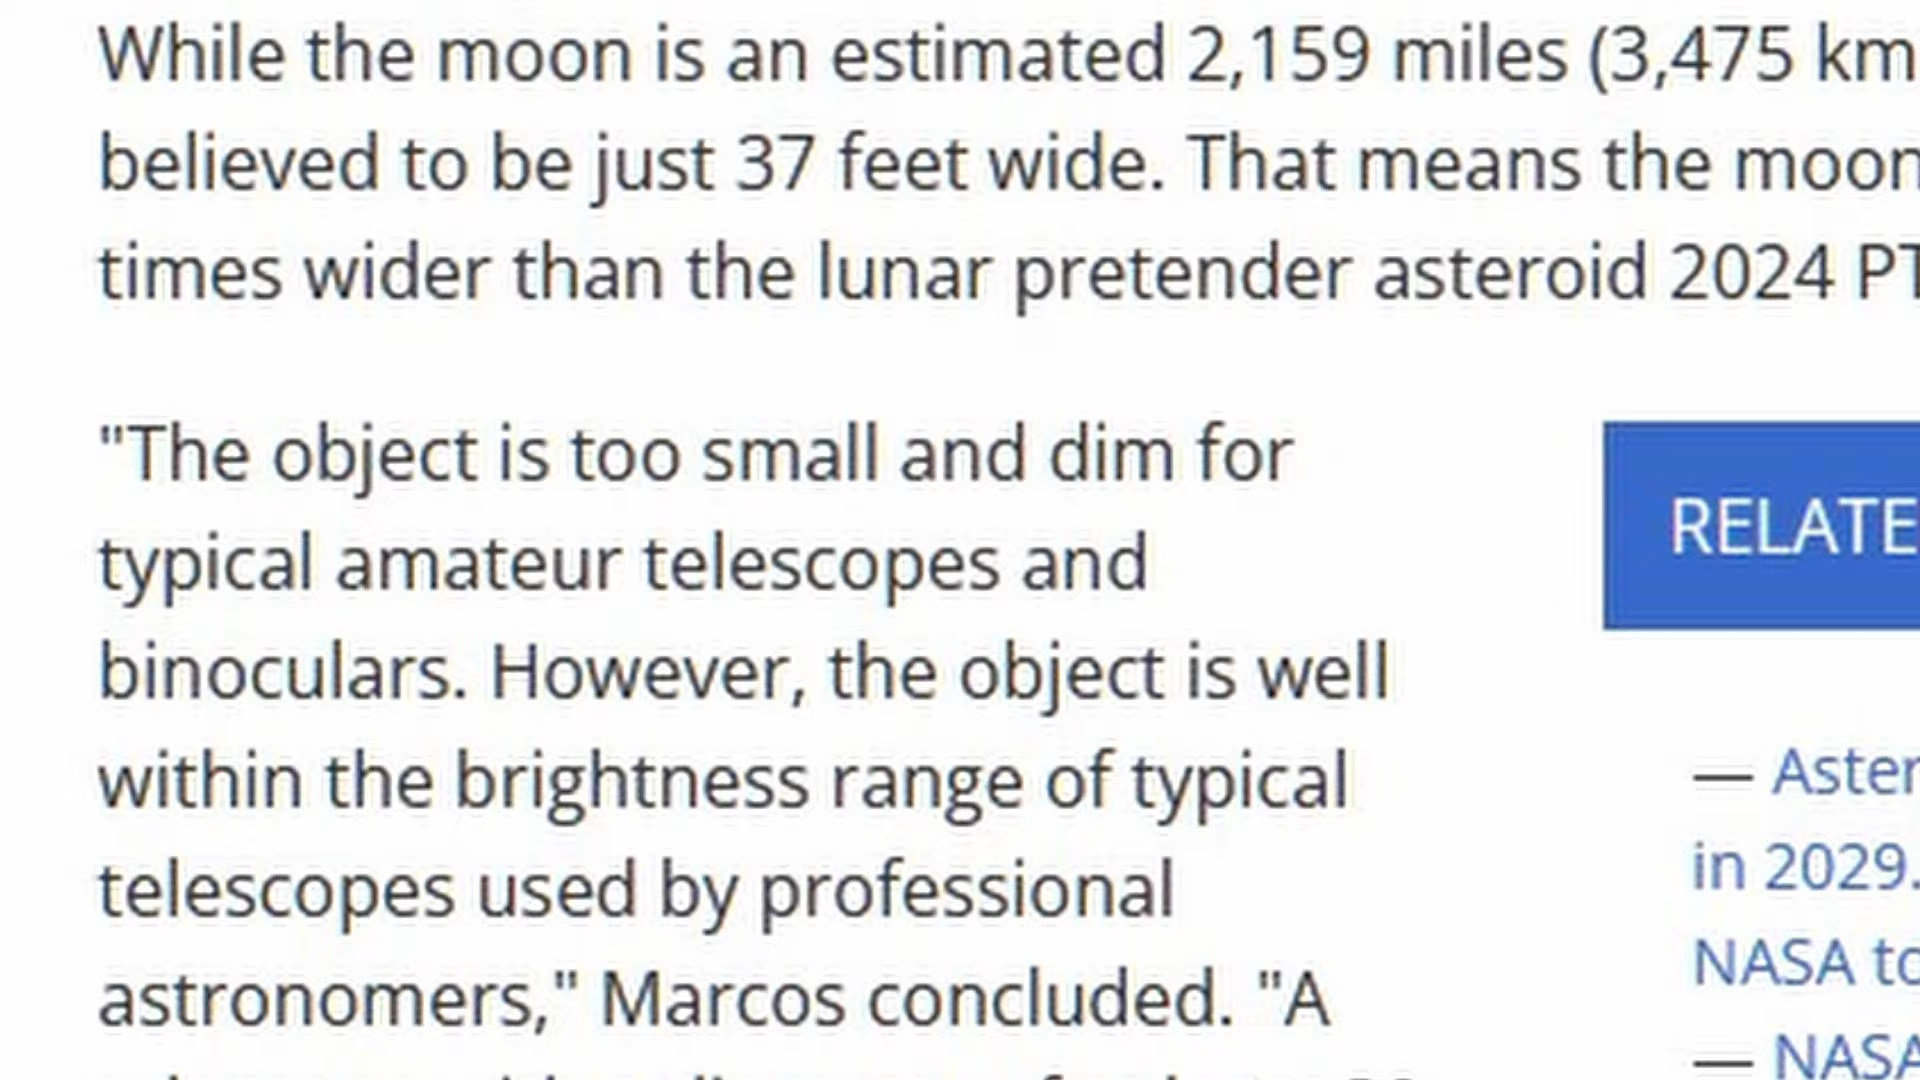 While the moon is an estimated 2,159 miles (3,475 km
believed to be just 37 feet wide. That means the moon
times wider than the lunar pretender asteroid 2024 PT
"The object is too small and dim for
typical amateur telescopes and
binoculars. However, the object is well
within the brightness range of typical
telescopes used by professional
astronomers," Marcos concluded. "A
RELATE
— Aster
in 2029.
NASA to
— NASA